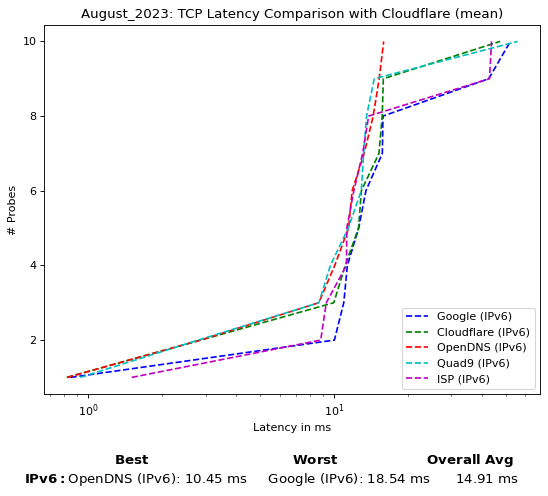 August_2023: TCP Latency Comparison with Cloudflare (mean)
# Probes
10
8
6
4
2
10⁰
10¹
Latency in ms
Google (IPv6)
Cloudflare (IPv6)
OpenDNS (IPv6)
Quad9 (IPv6)
ISP (IPv6)
Best Worst Overall Avg
IPv6: OpenDNS (IPv6): 10.45 ms Google (IPv6): 18.54 ms 14.91 ms